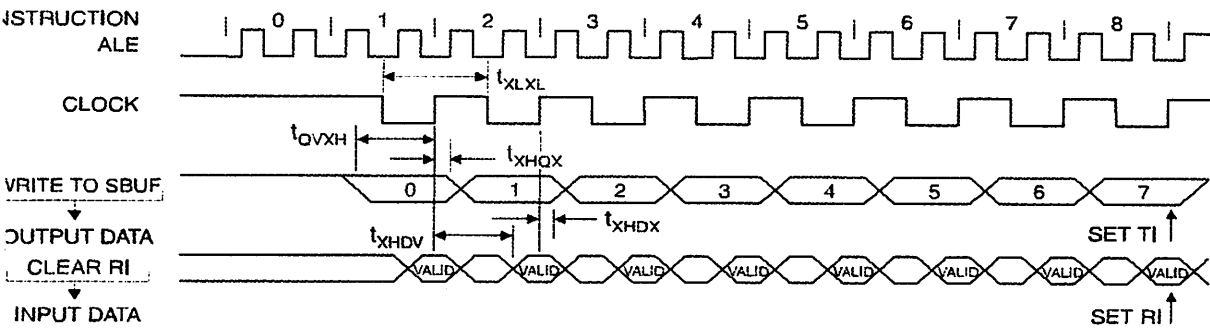 NSTRUCTION 0 1 2 3 4 5 6 7 8
ALE
tXLXL
CLOCK
tQVXH
tXHQX
WRITE TO SBUF 0 1 2 3 4 5 6 7
tXHDX
OUTPUT DATA
tXHDV
SET TI
CLEAR RI VALID VALID VALID VALID VALID VALID VALID VALID
INPUT DATA
SET RI